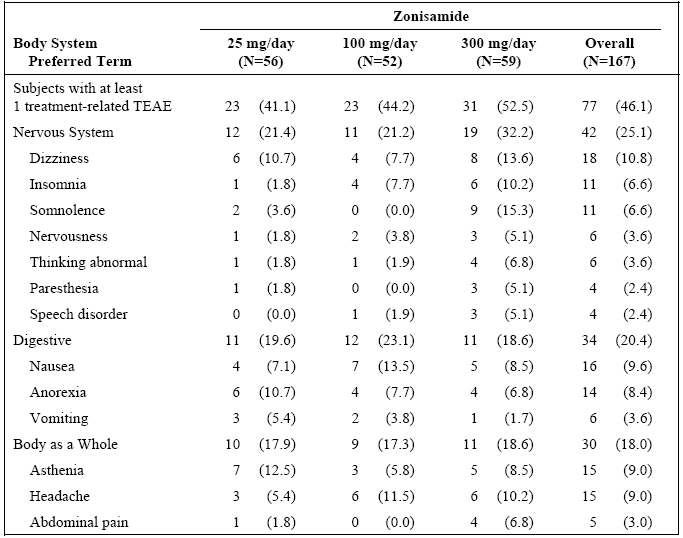 Zonisamide
Body System 25 mg/day 100 mg/day 300 mg/day Overall
Preferred Term (N=56) (N=52) (N=59) (N=167)
Subjects with at least
1 treatment-related TEAE 23 (41.1) 23 (44.2) 31 (52.5) 77 (46.1)
Nervous System 12 (21.4) 11 (21.2) 19 (32.2) 42 (25.1)
Dizziness 6 (10.7) 4 (7.7) 8 (13.6) 18 (10.8)
Insomnia 1 (1.8) 4 (7.7) 6 (10.2) 11 (6.6)
Somnolence 2 (3.6) 0 (0.0) 9 (15.3) 11 (6.6)
Nervousness 1 (1.8) 2 (3.8) 3 (5.1) 6 (3.6)
Thinking abnormal 1 (1.8) 1 (1.9) 4 (6.8) 6 (3.6)
Paresthesia 1 (1.8) 0 (0.0) 3 (5.1) 4 (2.4)
Speech disorder 0 (0.0) 1 (1.9) 3 (5.1) 4 (2.4)
Digestive 11 (19.6) 12 (23.1) 11 (18.6) 34 (20.4)
Nausea 4 (7.1) 7 (13.5) 5 (8.5) 16 (9.6)
Anorexia 6 (10.7) 4 (7.7) 4 (6.8) 14 (8.4)
Vomiting 3 (5.4) 2 (3.8) 1 (1.7) 6 (3.6)
Body as a Whole 10 (17.9) 9 (17.3) 11 (18.6) 30 (18.0)
Asthenia 7 (12.5) 3 (5.8) 5 (8.5) 15 (9.0)
Headache 3 (5.4) 6 (11.5) 6 (10.2) 15 (9.0)
Abdominal pain 1 (1.8) 0 (0.0) 4 (6.8) 5 (3.0)